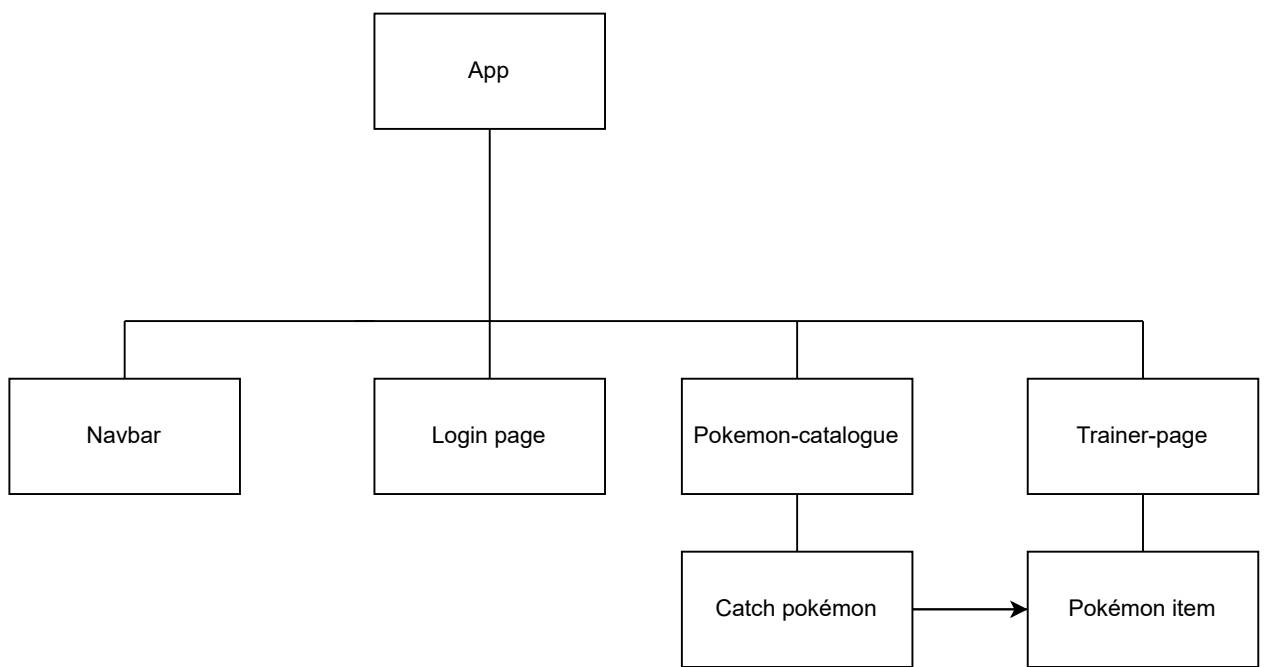 App
Navbar
Login page
Pokemon-catalogue
Trainer-page
Catch pokémon
Pokémon item